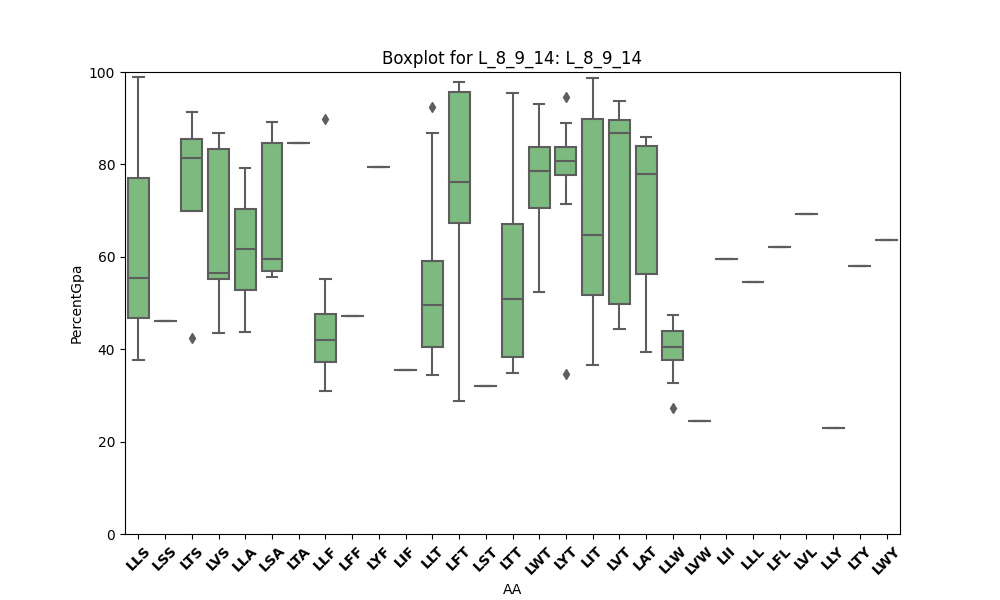 Boxplot for L_8_9_14: L_8_9_14
100
80
60
40
20
0
PercentGpa
LLS LSS LTS LVS LLA LSA LTA LLF LFF LYF LIF LLT LFT LST LTT LWT LYT LIT LVT LAT LLW LVW LII LLL LFL LVL LLY LTY LWY
AA